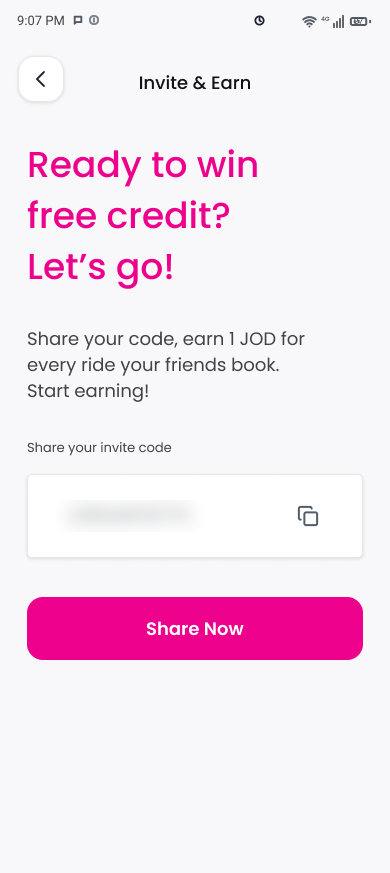 9:07 PM
4G
Invite & Earn
Ready to win
free credit?
Let's go!
Share your code, earn 1 JOD for
every ride your friends book.
Start earning!
Share your invite code
Share Now